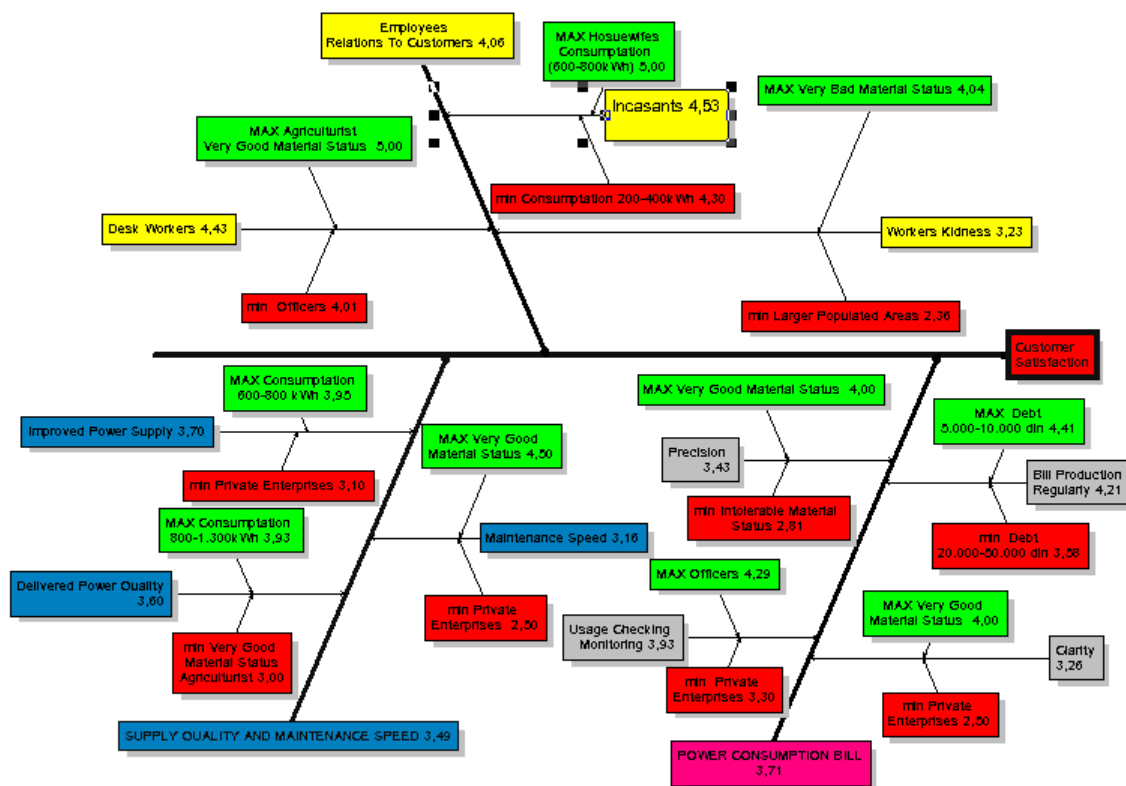 Employees
Relations To Customers 4,06
MAX Hosuewifes
Consumptation
(600-800kWh) 5,00
Incasants 4,53
MAX Very Bad Material Status 4,04
MAX Agriculturist
Very Good Material Status 5,00
min Consumptation 200-400kWh 4,30
Desk Workers 4,43
Workers Kidness 3,23
min Officers 4,01
min Larger Populated Areas 2,36
Customer
Satisfaction
MAX Consumptation
600-800 kWh 3,95
MAX Very Good Material Status 4,00
MAX Debt
5.000-10.000 din 4,41
Improved Power Supply 3,70
MAX Very Good
Material Status 4,50
Precision
3,43
Bill Production
Regularly 4,21
min Private Enterprises 3,10
min Intolerable Material
Status 2,81
MAX Consumptation
800-1.300kWh 3,93
Maintenance Speed 3,16
min Debt
20.000-50.000 din 3,58
Delivered Power Quality
3,60
MAX Officers 4,29
MAX Very Good
Material Status 4,00
min Private
Enterprises 2,50
Usage Checking
Monitoring 3,93
Clarity
3,26
min Very Good
Material Status
Agriculturist 3,00
min Private
Enterprises 3,30
min Private
Enterprises 2,50
SUPPLY QUALITY AND MAINTENANCE SPEED 3,49
POWER CONSUMPTION BILL
3,71